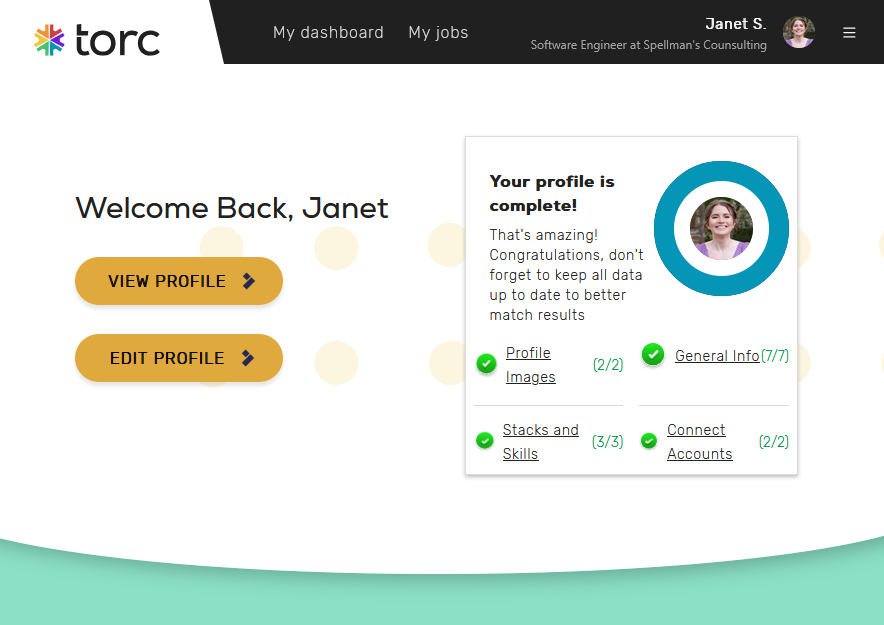 torc
My dashboard
My jobs
Janet S.
Software Engineer at Spellman's Counsulting
Welcome Back, Janet
VIEW PROFILE
EDIT PROFILE
Your profile is
complete!
That's amazing!
Congratulations, don't
forget to keep all data
up to date to better
match results
Profile
Images
(2/2)
General Info(7/7)
Stacks and
Skills
(3/3)
Connect
Accounts
(2/2)